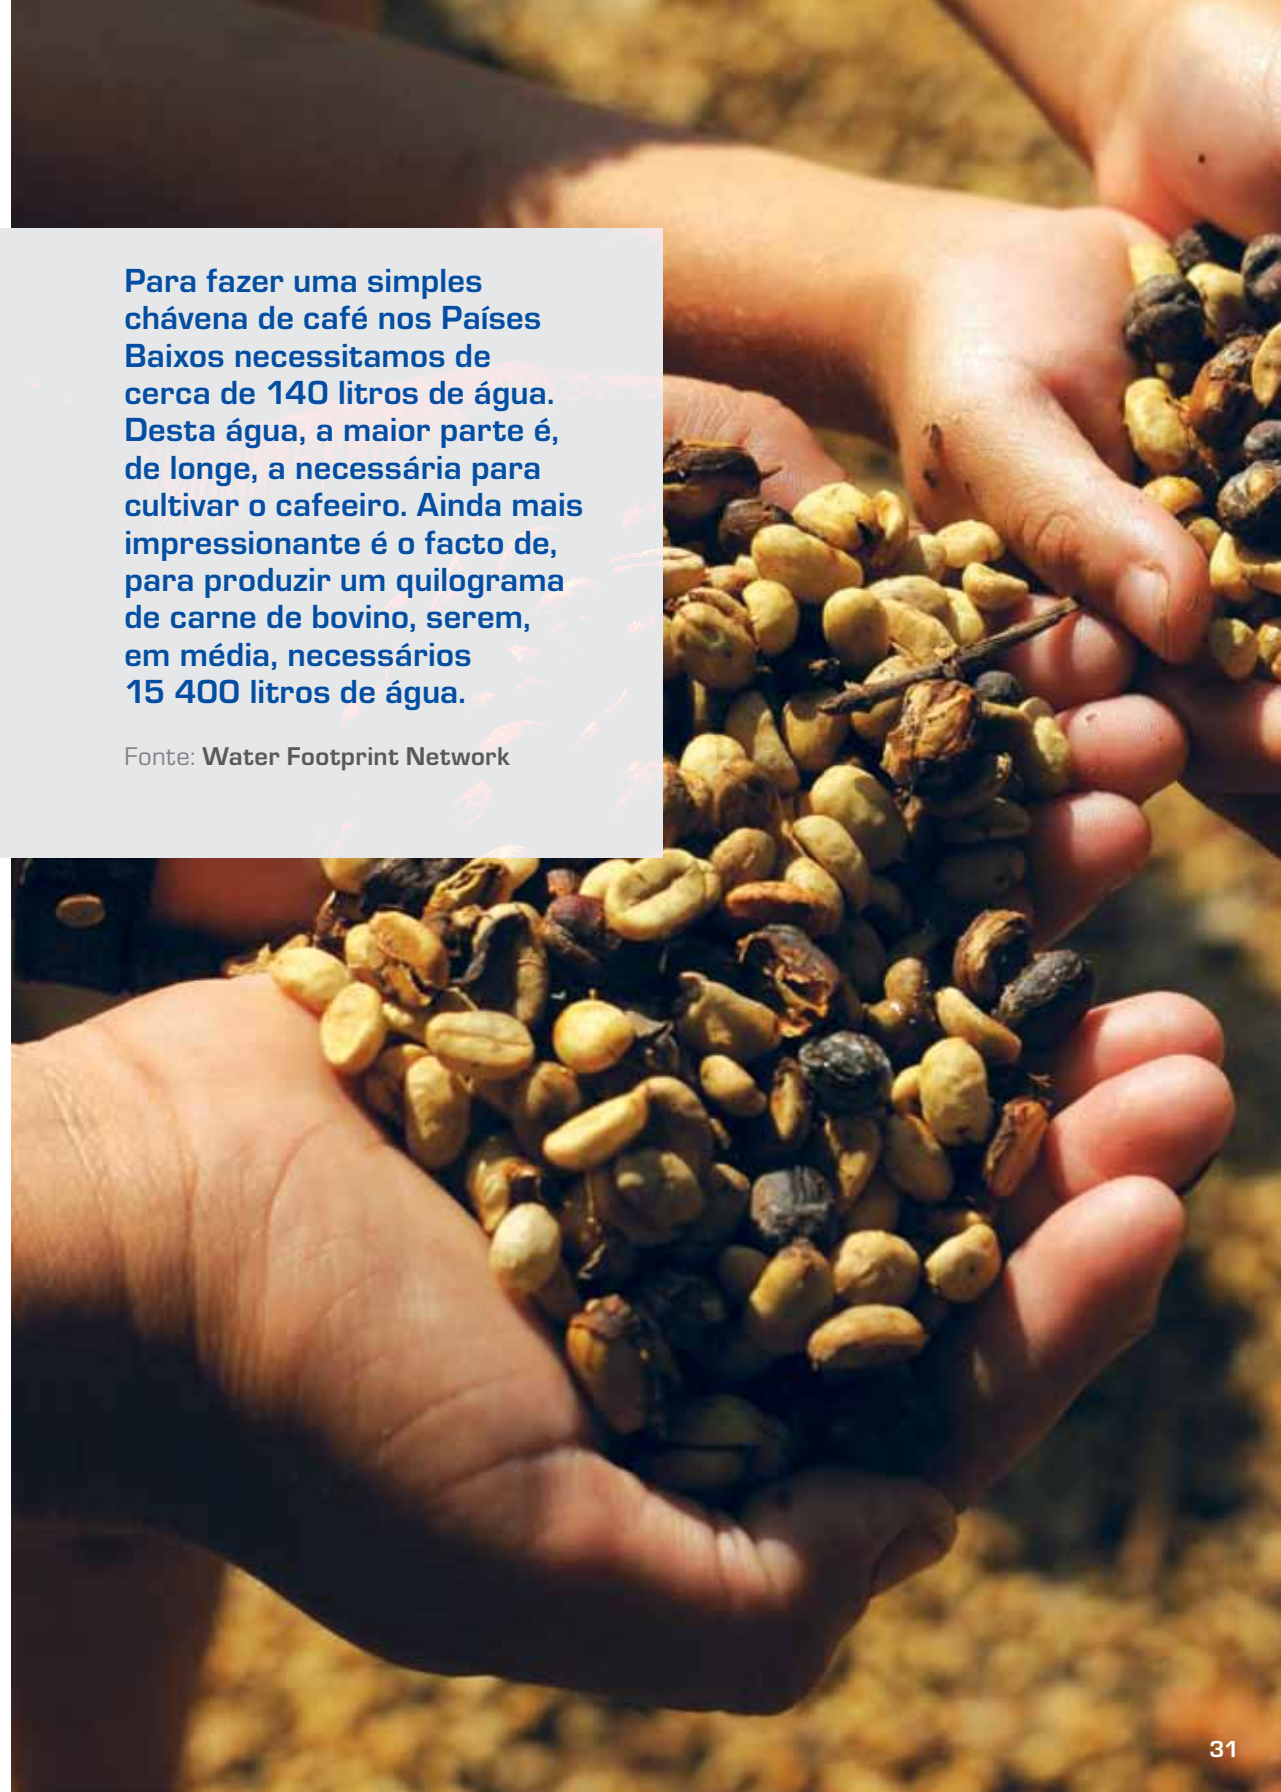 Para fazer uma simples
chávena de café nos Países
Baixos necessitamos de
cerca de 140 litros de água.
Desta água, a maior parte é,
de longe, a necessária para
cultivar o cafeeiro. Ainda mais
impressionante é o facto de,
para produzir um quilograma
de carne de bovino, serem,
em média, necessários
15 400 litros de água.
Fonte: Water Footprint Network
31